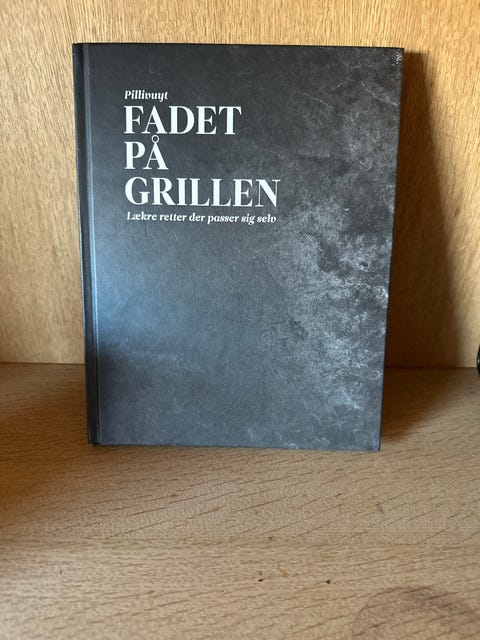 Pillivuyt
FADET
PÅ
GRILLEN
Lækre retter der passer sig selv